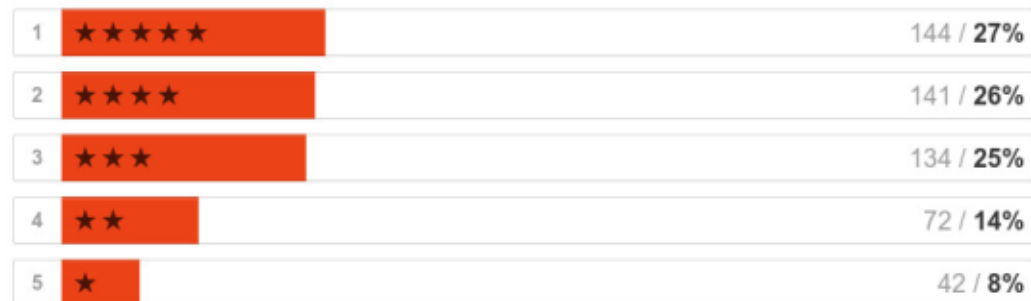 1 ★★★★★ 144 / 27%
2 ★★★★ 141 / 26%
3 ★★★ 134 / 25%
4 ★★ 72 / 14%
5 ★ 42 / 8%